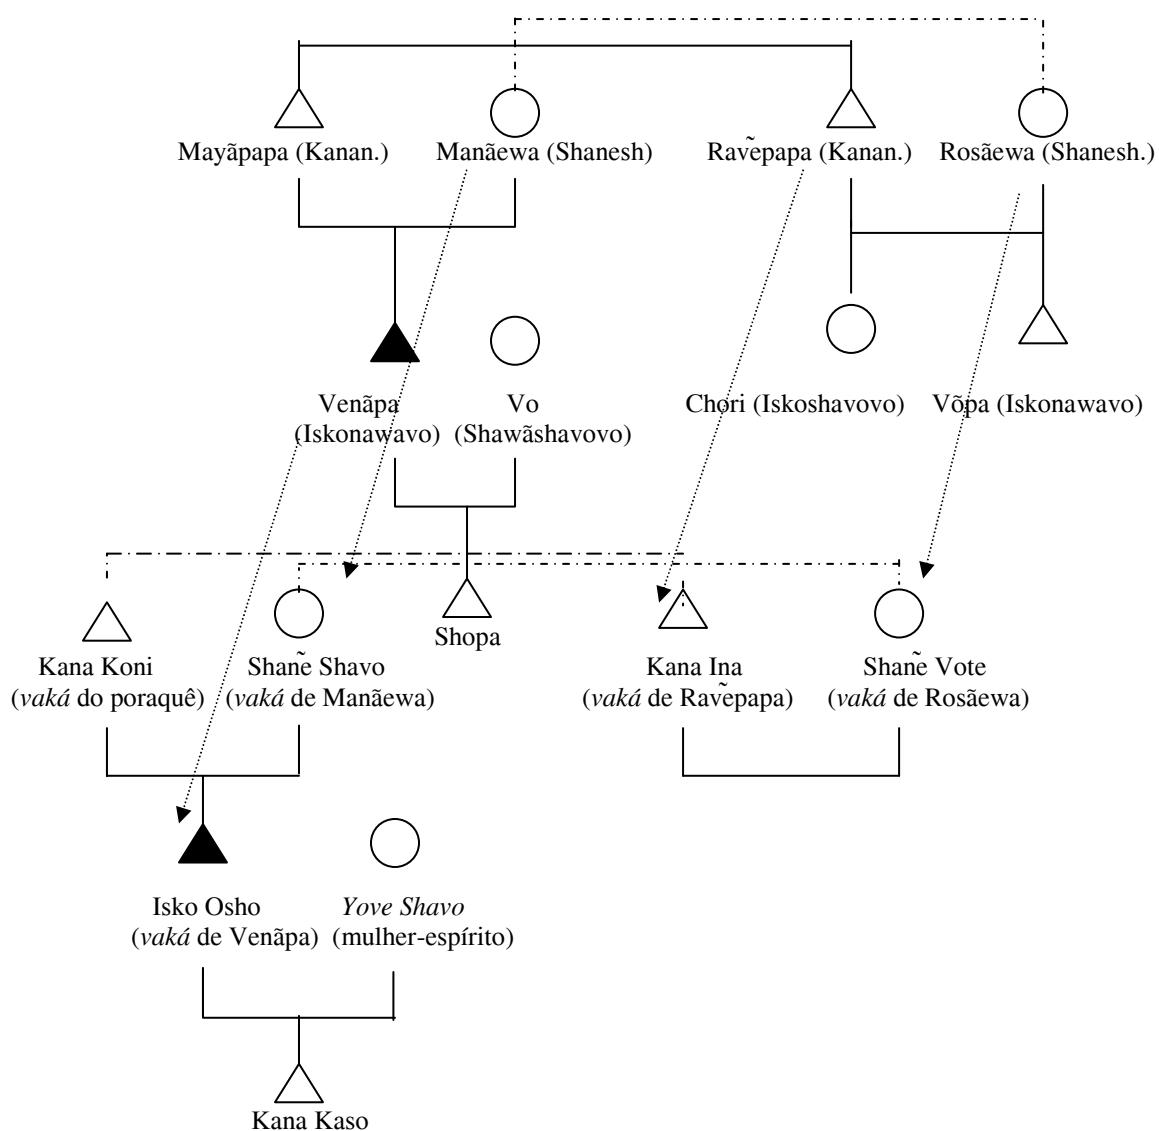 Mayãpapa (Kanan.) Manãewa (Shanesh) Ravẽpapa (Kanan.) Rosãewa (Shanesh.)
Venãpa Vo Chori (Iskoshavovo) Võpa (Iskonawavo)
(Iskonawavo) (Shawãshavovo)
Shopa
Kana Koni Shanẽ Shavo Kana Ina Shanẽ Vote
(vaká do poraquê) (vaká de Manãewa) (vaká de Ravẽpapa) (vaká de Rosãewa)
Isko Osho Yove Shavo
(vaká de Venãpa) (mulher-espírito)
Kana Kaso